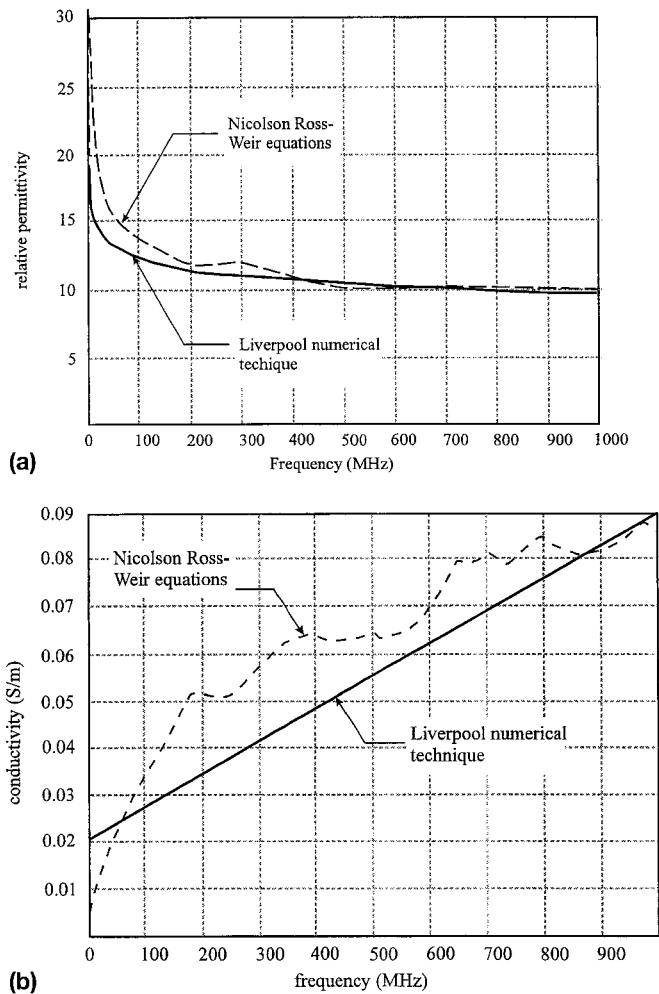 30
25
20
15
10
5
relative permittivity
Nicolson Ross-
Weir equations
Liverpool numerical
techique
0 100 200 300 400 500 600 700 800 900 1000
Frequency (MHz)
(a)
0.09
0.08
0.07
0.06
0.05
0.04
0.03
0.02
0.01
conductivity (S/m)
Nicolson Ross-
Weir equations
Liverpool numerical
technique
0 100 200 300 400 500 600 700 800 900
frequency (MHz)
(b)